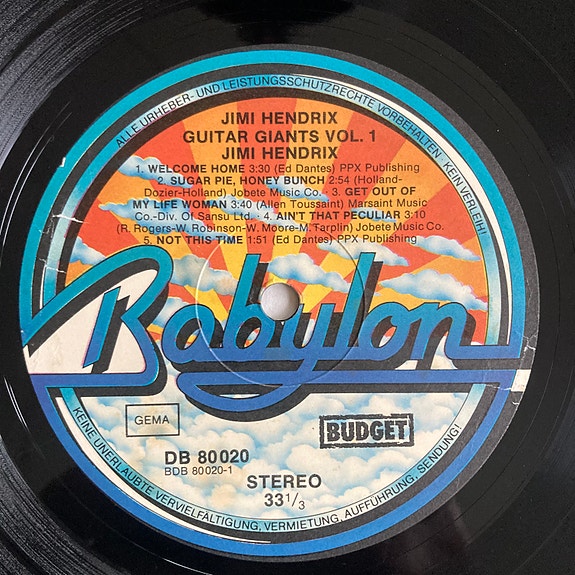 ALLE URHEBER- UND LEISTUNGSSCHUTZRECHTE VORBEHALTEN · KEIN VERLEIH!
JIMI HENDRIX
GUITAR GIANTS VOL. 1
JIMI HENDRIX
1. WELCOME HOME 3:30 (Ed Dantes) PPX Publishing
2. SUGAR PIE, HONEY BUNCH 2:54 (Holland-
Dozier-Holland) Jobete Music Co. · 3. GET OUT OF
MY LIFE WOMAN 3:40 (Allen Toussaint) Marsaint Music
Co.-Div. Of Sansu Ltd. · 4. AIN'T THAT PECULIAR 3:10
(R. Rogers-W. Robinson-W. Moore-M. Tarplin) Jobete Music Co.
5. NOT THIS TIME 1:51 (Ed Dantes) PPX Publishing
Babylon
GEMA
BUDGET
DB 80020
BDB 80 020-1
STEREO
33 1/3
KEINE UNERLAUBTE VERVIELFÄLTIGUNG, VERMIETUNG, AUFFÜHRUNG, SENDUNG!